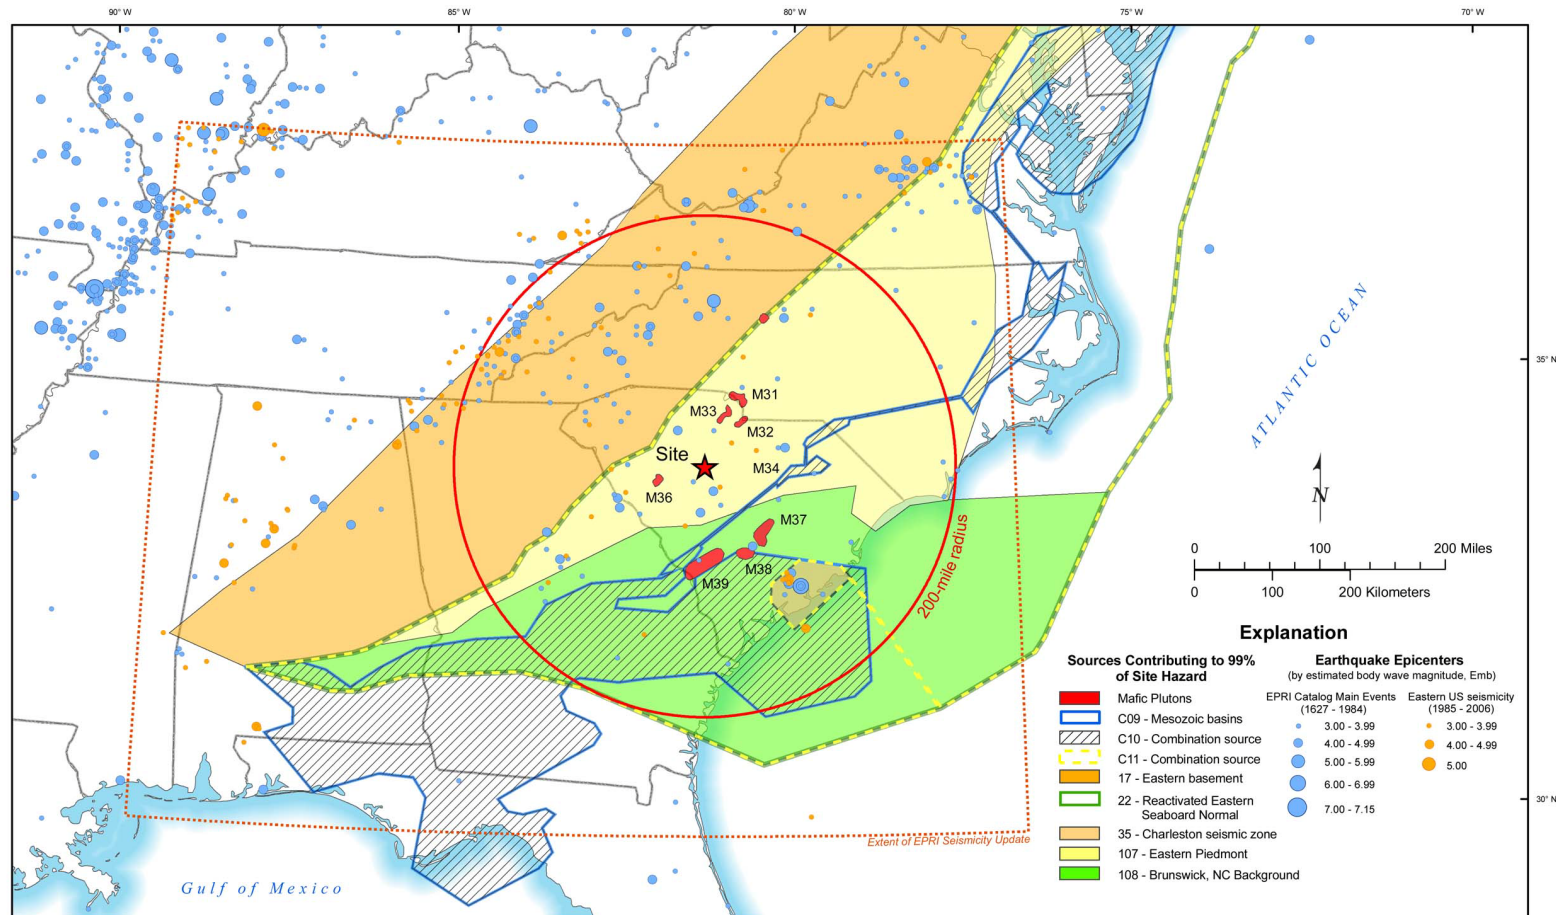 90° W
85° W
80° W
75° W
70° W
35° N
30° N
ATLANTIC OCEAN
Gulf of Mexico
M31
M33
M32
Site
M34
M36
M37
M38
M39
200-mile radius
N
0 100 200 Miles
0 100 200 Kilometers
Extent of EPRI Seismicity Update
Explanation
Sources Contributing to 99%
of Site Hazard
Mafic Plutons
C09 - Mesozoic basins
C10 - Combination source
C11 - Combination source
17 - Eastern basement
22 - Reactivated Eastern
Seaboard Normal
35 - Charleston seismic zone
107 - Eastern Piedmont
108 - Brunswick, NC Background
Earthquake Epicenters
(by estimated body wave magnitude, Emb)
EPRI Catalog Main Events
(1627 - 1984)
3.00 - 3.99
4.00 - 4.99
5.00 - 5.99
6.00 - 6.99
7.00 - 7.15
Eastern US seismicity
(1985 - 2006)
3.00 - 3.99
4.00 - 4.99
5.00